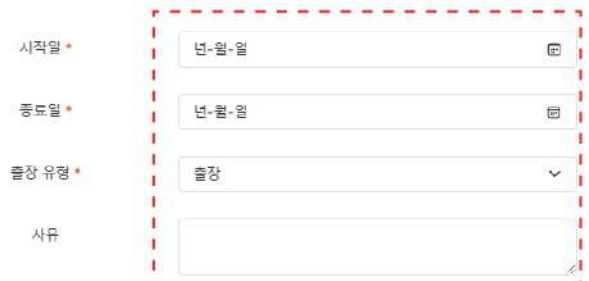 시작일 * 년-월-일
종료일 * 년-월-일
출장 유형 * 출장
사유